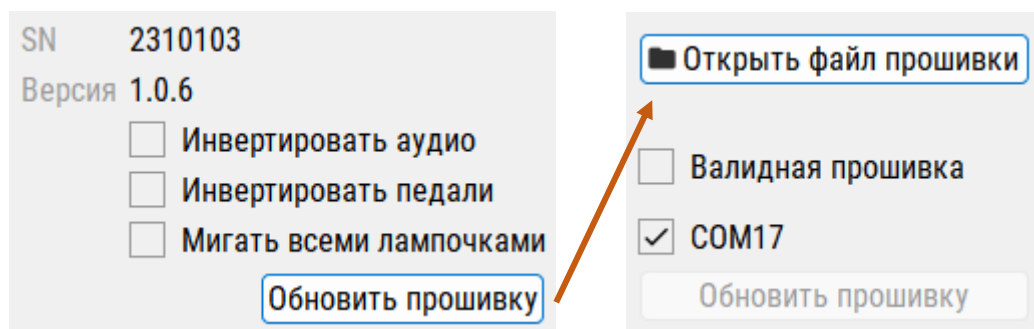 SN 2310103
Версия 1.0.6
Инвертировать аудио
Инвертировать педали
Мигать всеми лампочками
Обновить прошивку
Открыть файл прошивки
Валидная прошивка
COM17
Обновить прошивку